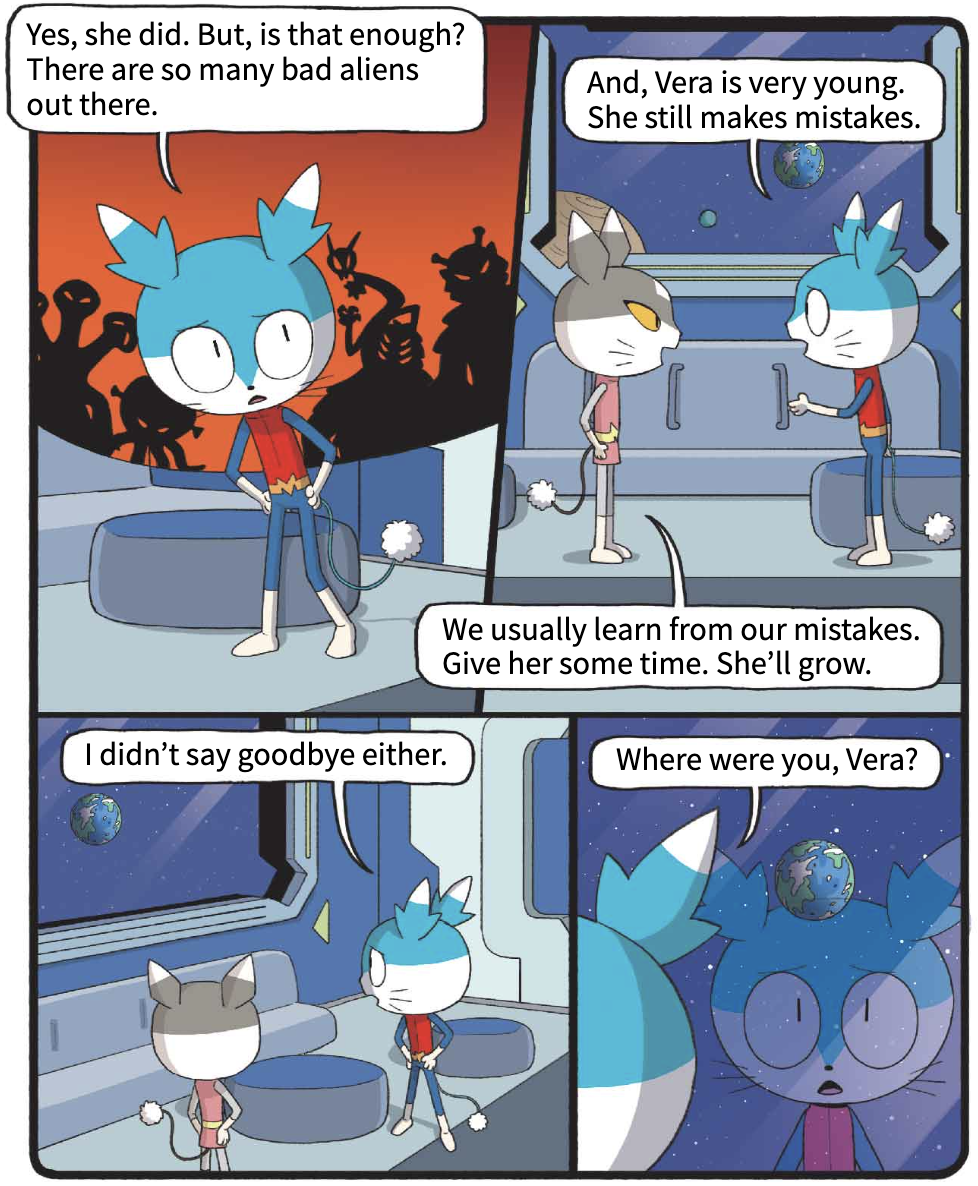 Yes, she did. But, is that enough?
There are so many bad aliens
out there.
And, Vera is very young.
She still makes mistakes.
We usually learn from our mistakes.
Give her some time. She’ll grow.
I didn’t say goodbye either.
Where were you, Vera?